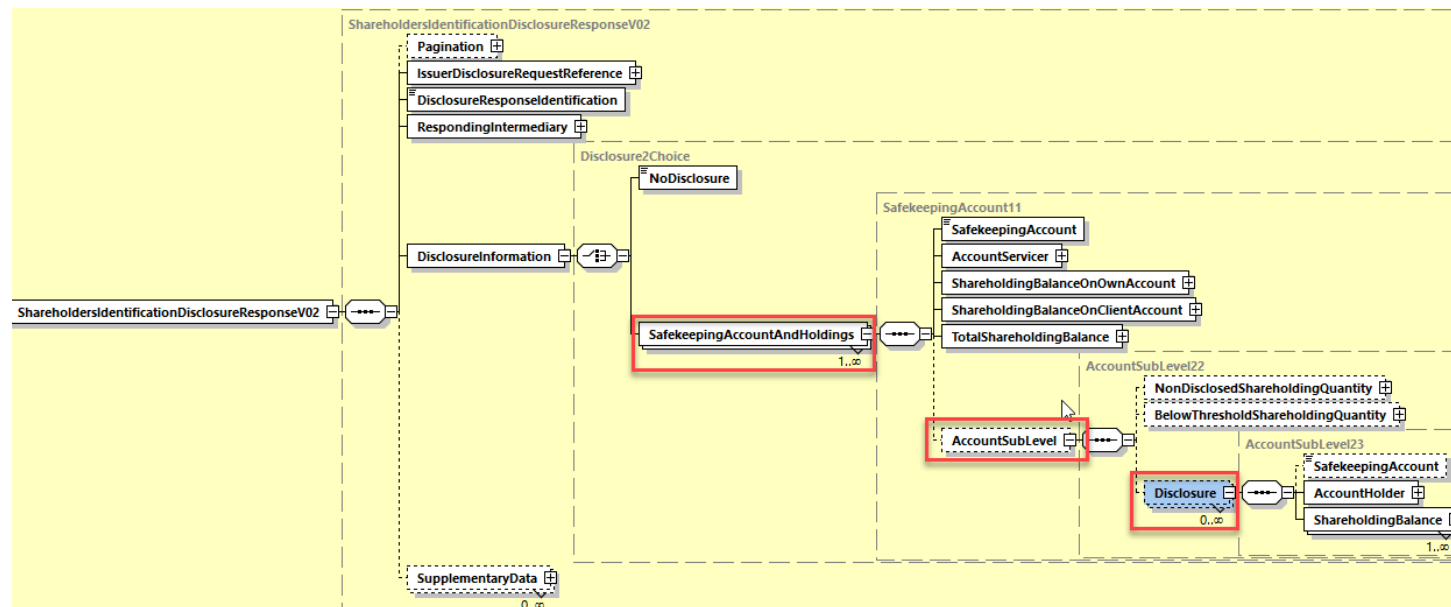 ShareholdersIdentificationDisclosureResponseV02
Pagination
IssuerDisclosureRequestReference
DisclosureResponseIdentification
RespondingIntermediary
Disclosure2Choice
NoDisclosure
SafekeepingAccount11
SafekeepingAccount
AccountServicer
DisclosureInformation
ShareholdingBalanceOnOwnAccount
ShareholdingBalanceOnClientAccount
ShareholdersIdentificationDisclosureResponseV02
SafekeepingAccountAndHoldings
TotalShareholdingBalance
1..∞
AccountSubLevel22
NonDisclosedShareholdingQuantity
BelowThresholdShareholdingQuantity
AccountSubLevel
AccountSubLevel23
SafekeepingAccount
Disclosure
AccountHolder
0..∞
ShareholdingBalance
1..∞
SupplementaryData
0..∞